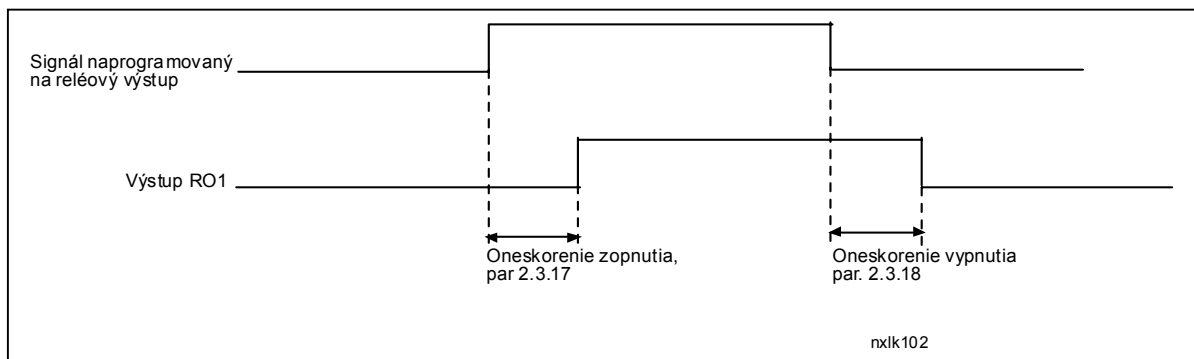 Signál naprogramovaný
na reléový výstup
Výstup RO1
Oneskorenie zopnutia,
par 2.3.17
Oneskorenie vypnutia
par. 2.3.18
nxlk102